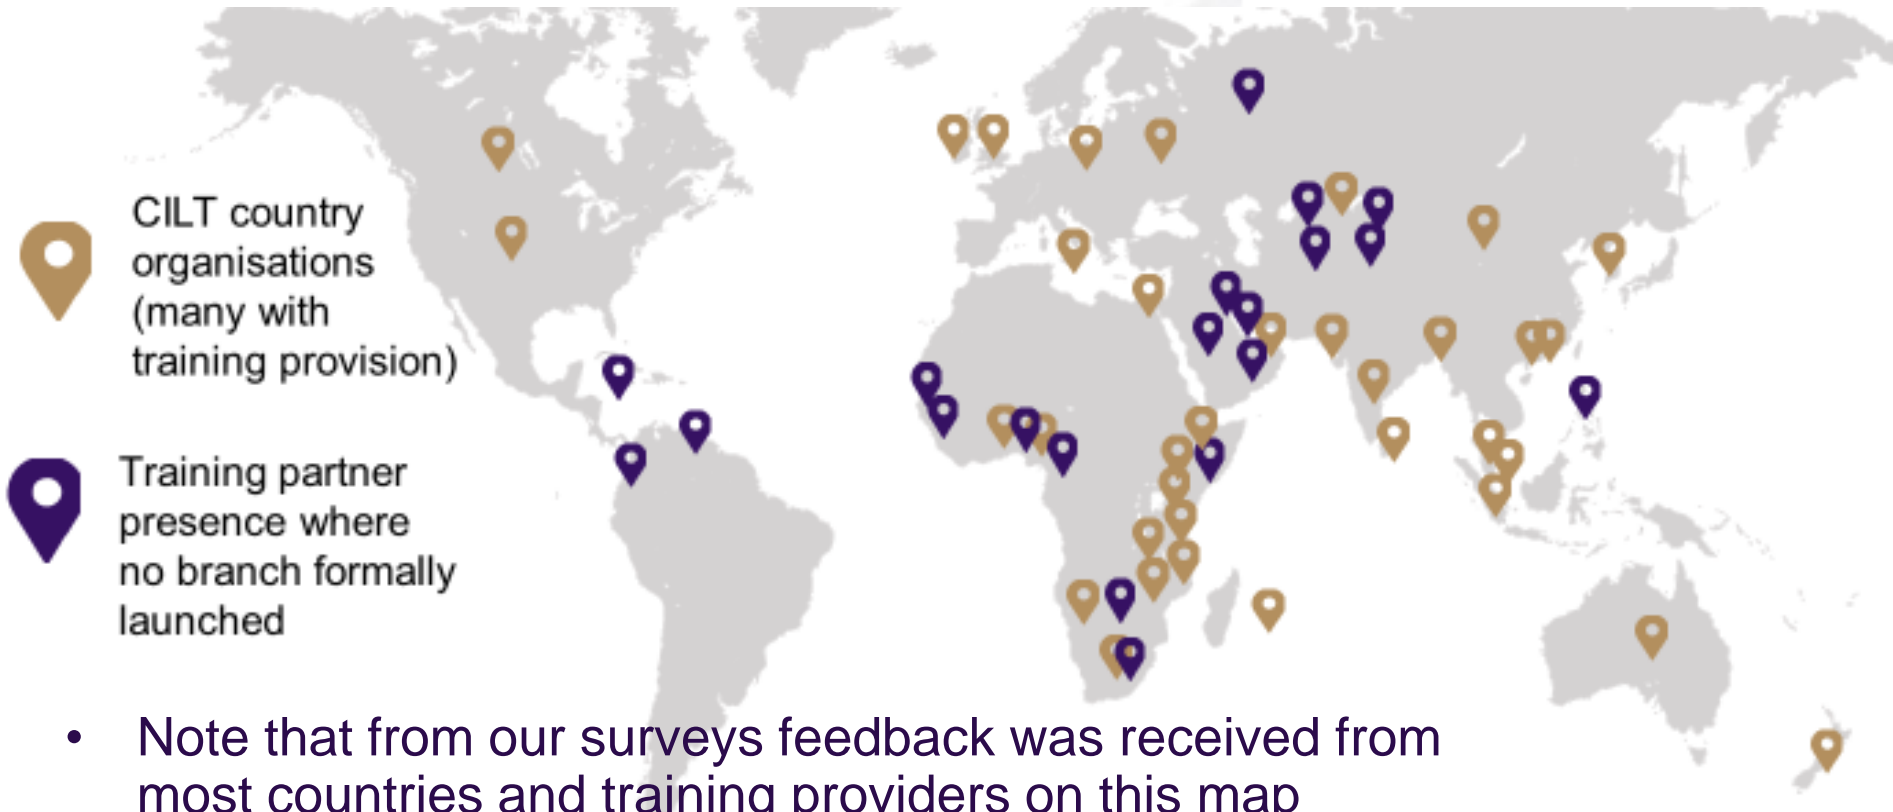 CILT country
organisations
(many with
training provision)
Training partner
presence where
no branch formally
launched
• Note that from our surveys feedback was received from
most countries and training providers on this map